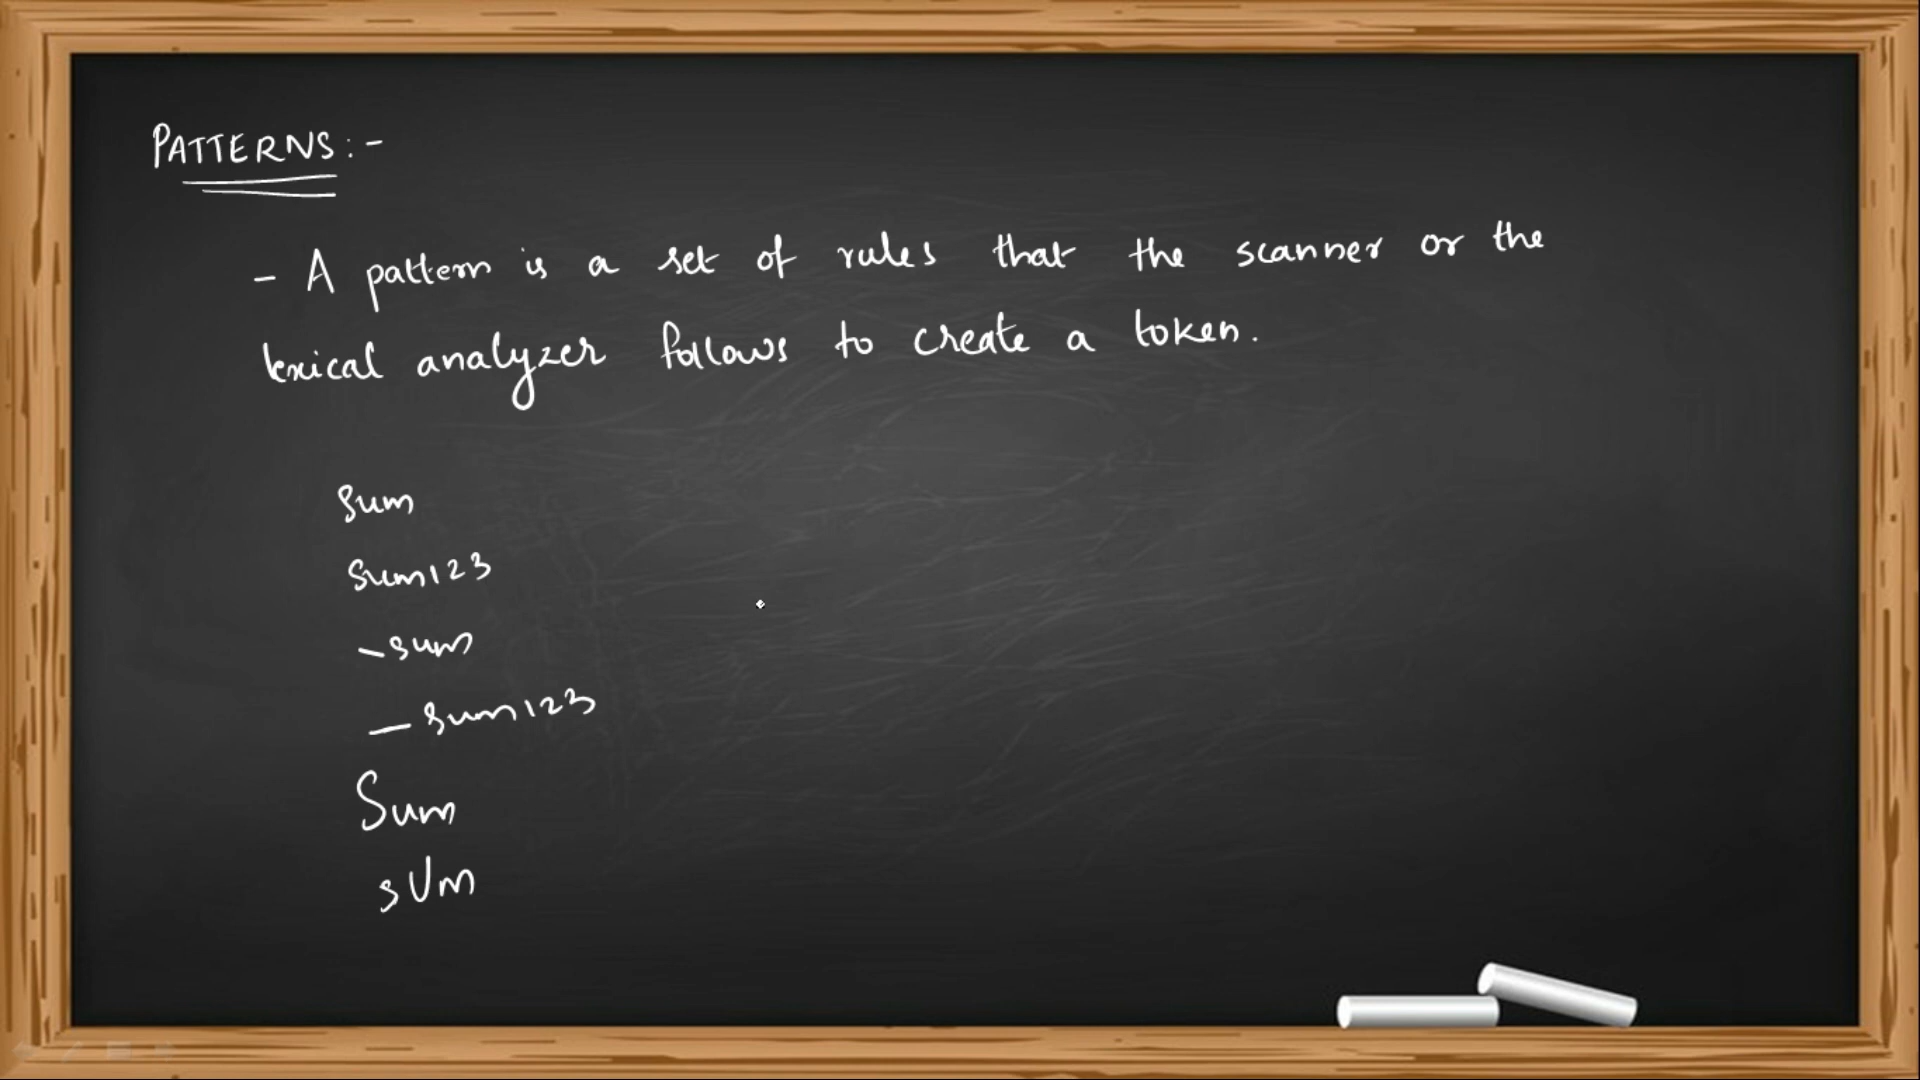 PATTERNS:-
- A pattern is a set of rules that the scanner or the
lexical analyzer follows to create a token.
sum
sum123
_sum
_sum123
Sum
sUm